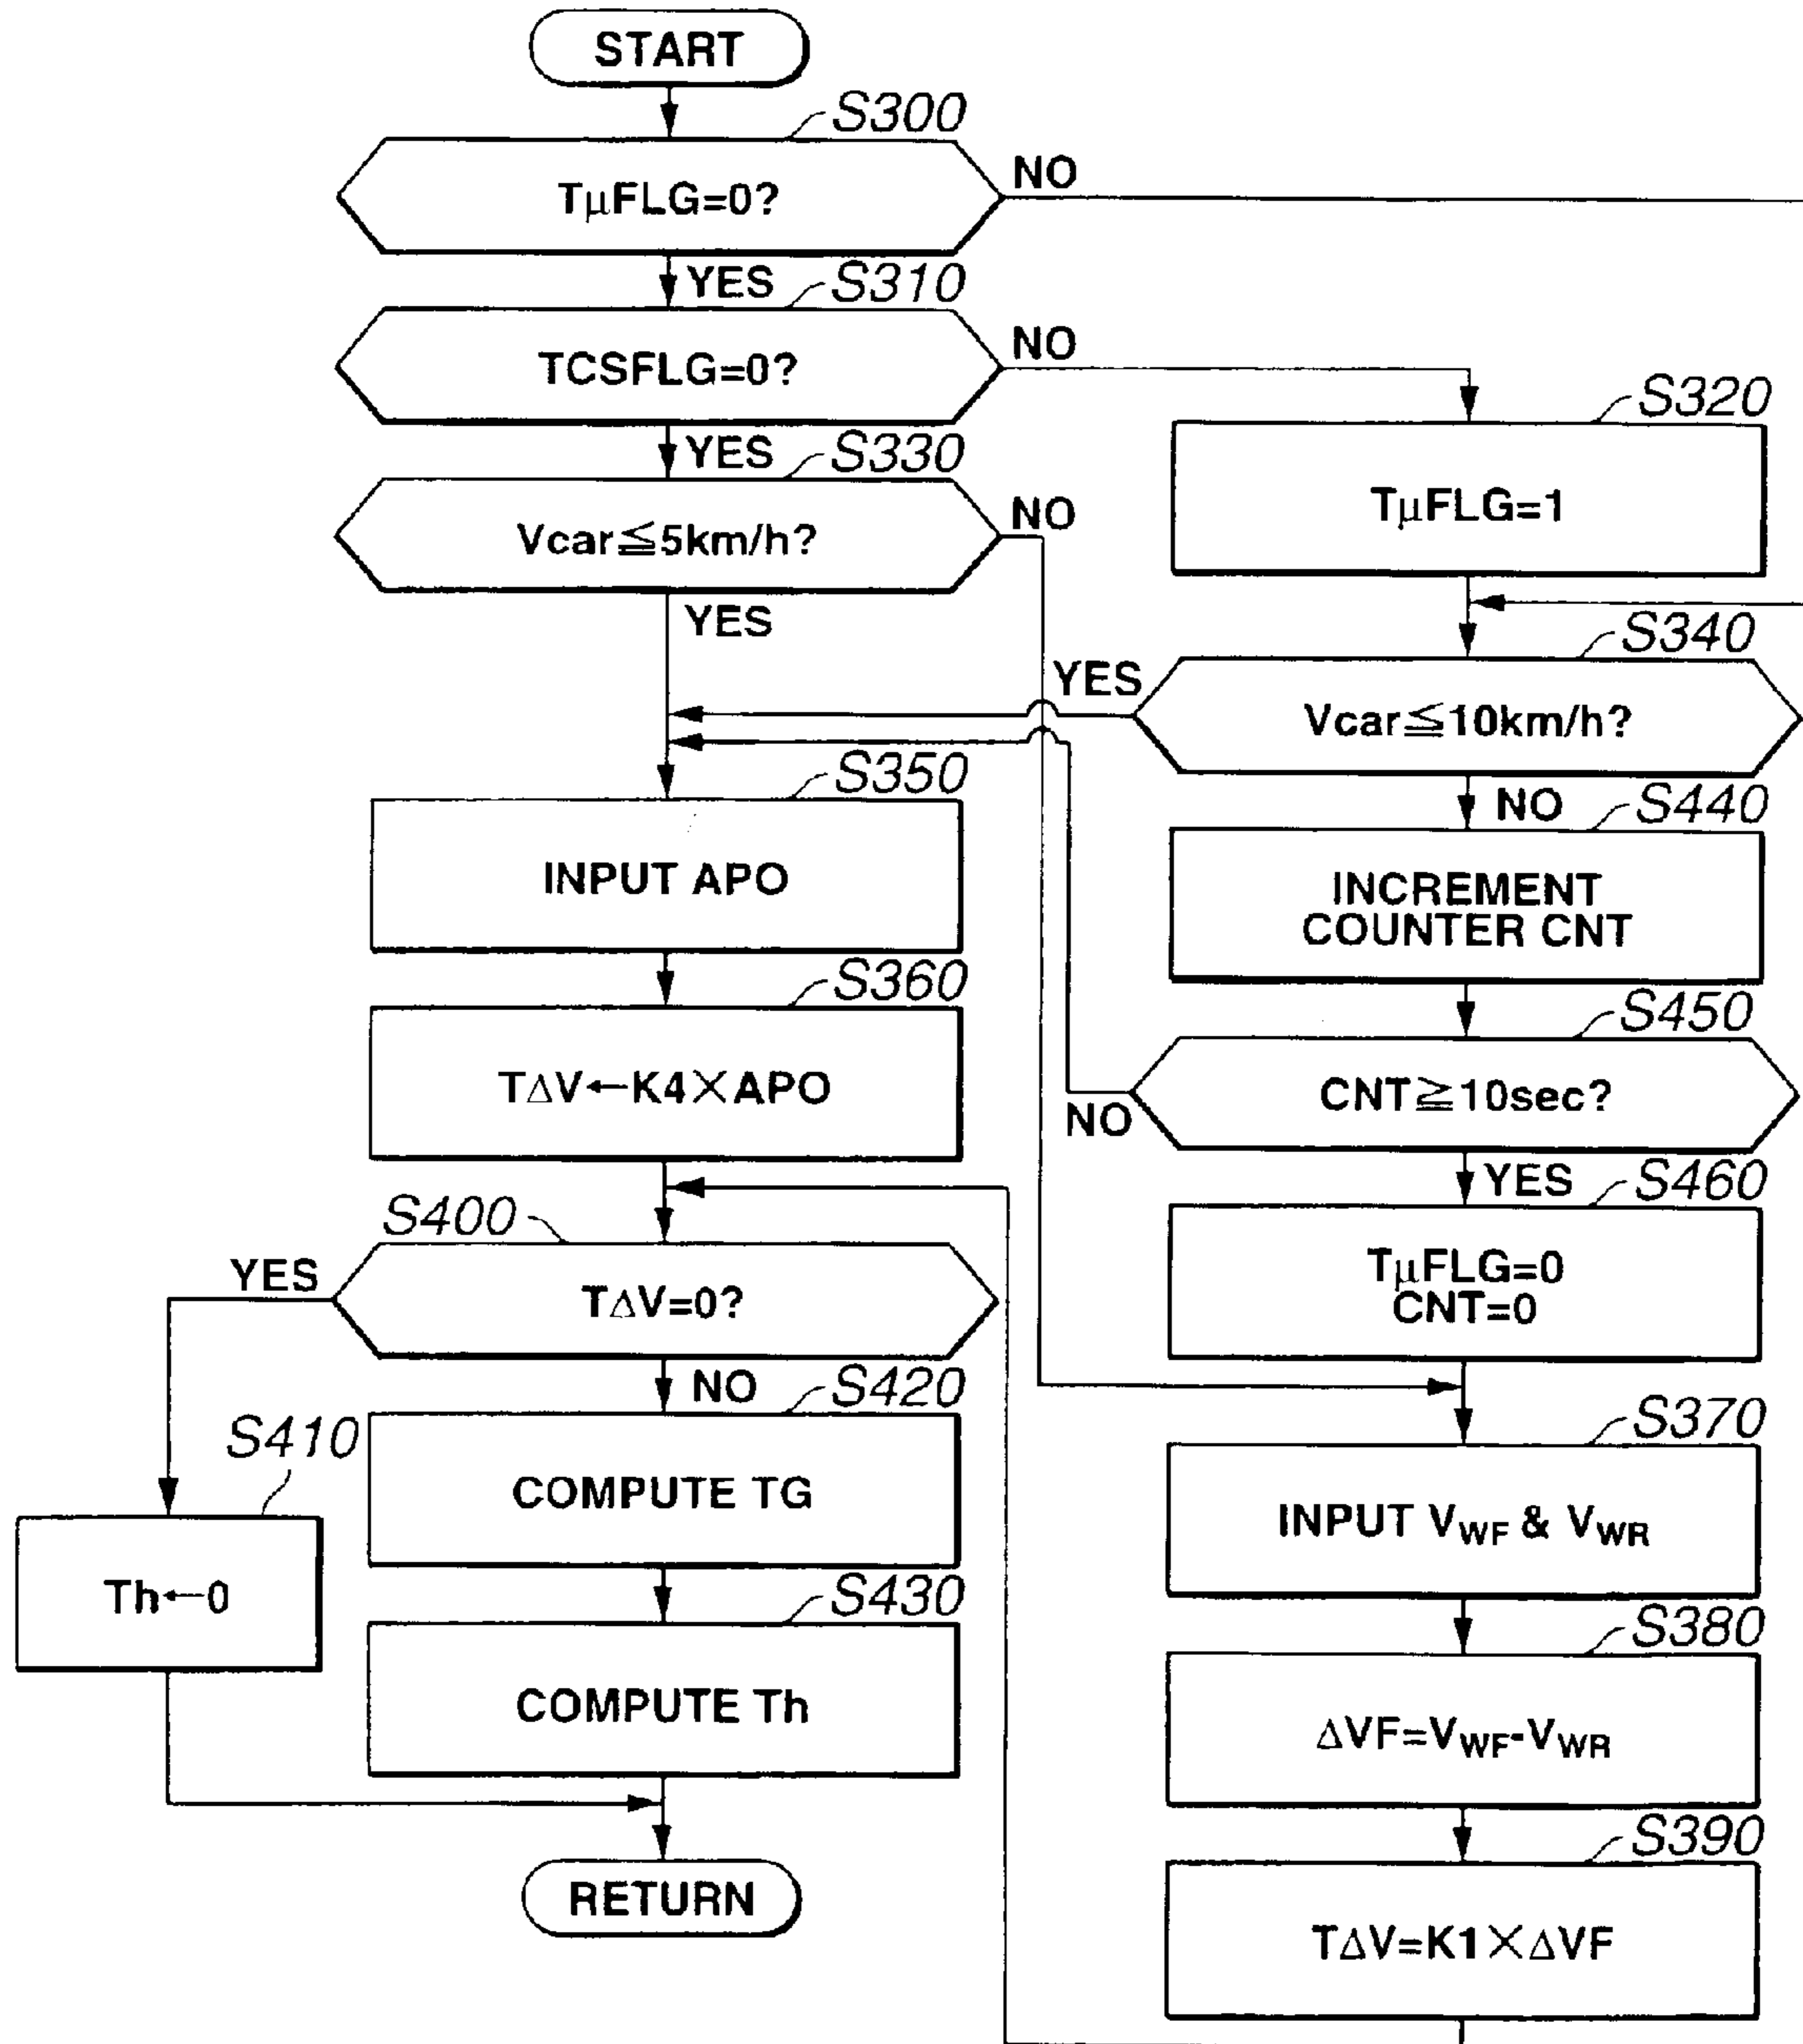 START
S300
TμFLG=0?
NO
YES
S310
TCSFLG=0?
NO
YES
S320
TμFLG=1
S330
Vcar≦5km/h?
NO
YES
S340
Vcar≦10km/h?
YES
NO
S350
INPUT APO
S440
INCREMENT
COUNTER CNT
S360
TΔV←K4×APO
S450
CNT≧10sec?
NO
YES
S460
TμFLG=0
CNT=0
S400
TΔV=0?
YES
NO
S410
Th←0
S420
COMPUTE TG
S430
COMPUTE Th
RETURN
S370
INPUT VWF & VWR
S380
ΔVF=VWF-VWR
S390
TΔV=K1×ΔVF